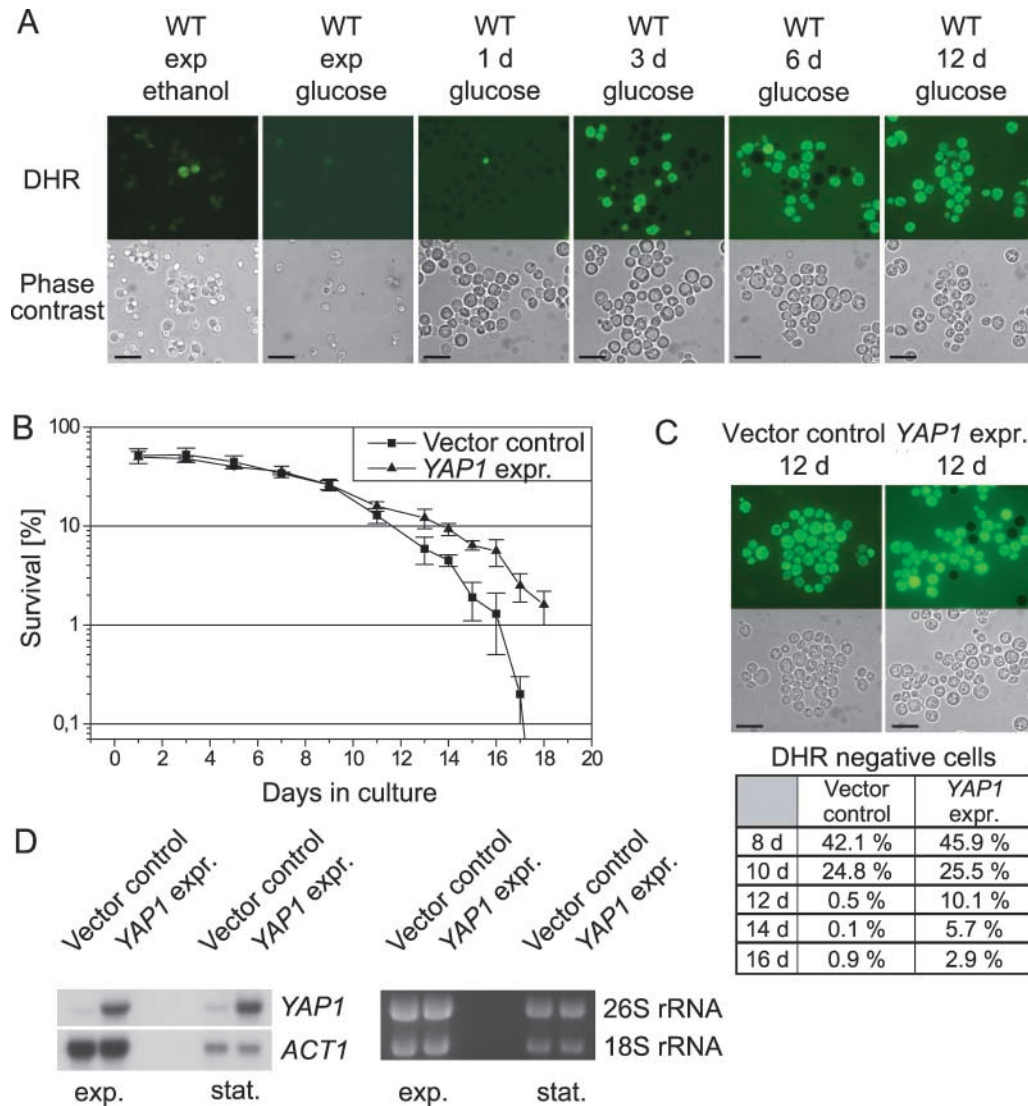 A
WT exp ethanol
WT exp glucose
WT 1 d glucose
WT 3 d glucose
WT 6 d glucose
WT 12 d glucose
DHR
Phase contrast
B
Survival [%]
100
10
1
0,1
Vector control
YAP1 expr.
0 2 4 6 8 10 12 14 16 18 20
Days in culture
C
Vector control 12 d
YAP1 expr. 12 d
DHR negative cells
Vector control YAP1 expr.
8 d 42.1 % 45.9 %
10 d 24.8 % 25.5 %
12 d 0.5 % 10.1 %
14 d 0.1 % 5.7 %
16 d 0.9 % 2.9 %
D
Vector control
YAP1 expr.
Vector control
YAP1 expr.
YAP1
ACT1
exp. stat.
Vector control
YAP1 expr.
Vector control
YAP1 expr.
26S rRNA
18S rRNA
exp. stat.